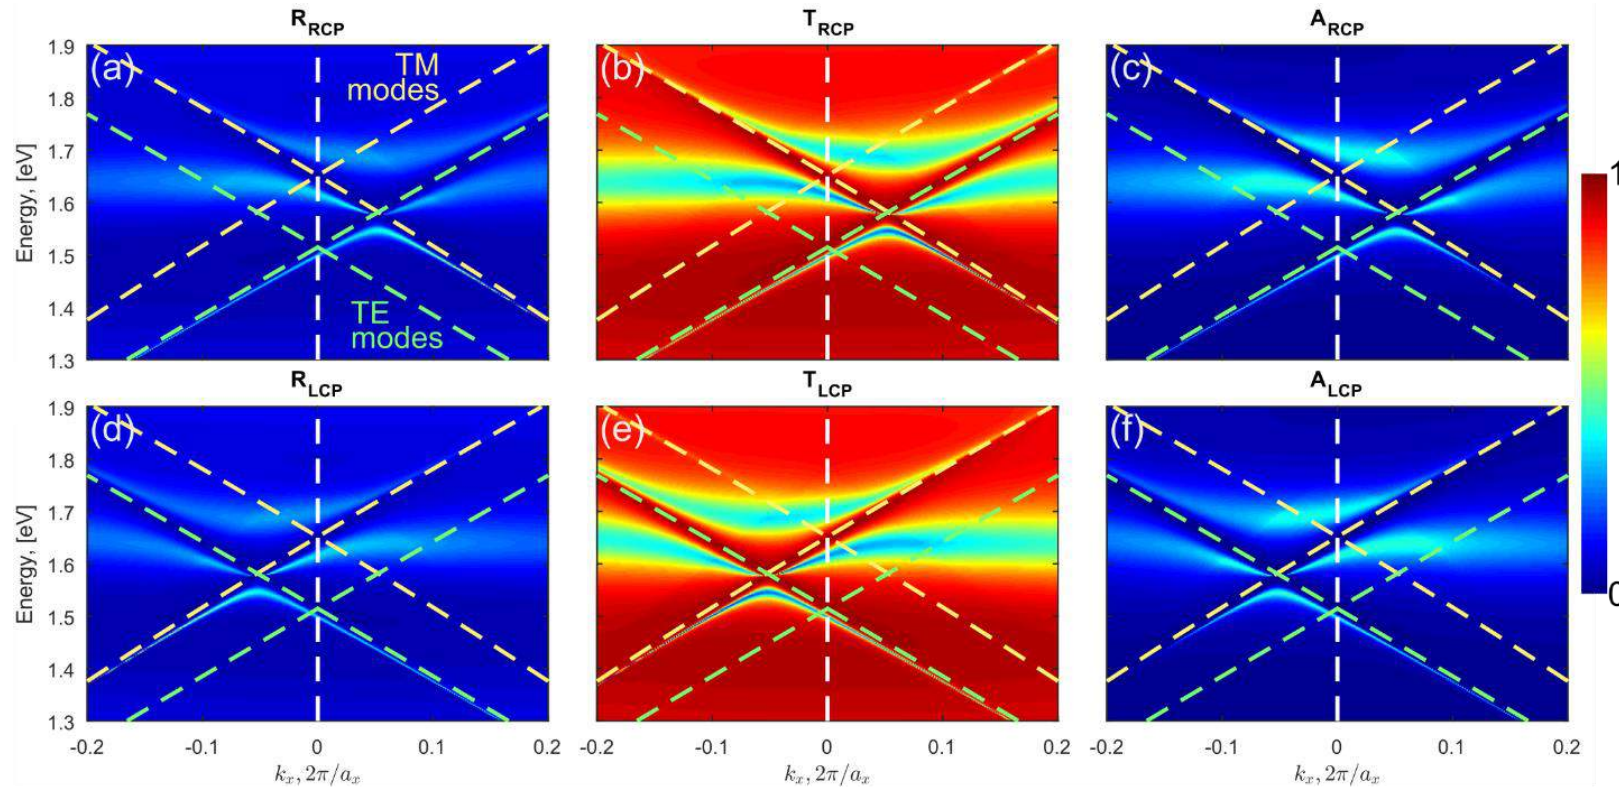 R_RCP
T_RCP
A_RCP
(a)
TM
modes
TE
modes
(b)
(c)
1.9
1.8
1.7
1.6
1.5
1.4
1.3
Energy, [eV]
1
0
R_LCP
T_LCP
A_LCP
(d)
(e)
(f)
1.9
1.8
1.7
1.6
1.5
1.4
1.3
Energy, [eV]
-0.2 -0.1 0 0.1 0.2
-0.2 -0.1 0 0.1 0.2
-0.2 -0.1 0 0.1 0.2
k_x, 2π/a_x
k_x, 2π/a_x
k_x, 2π/a_x